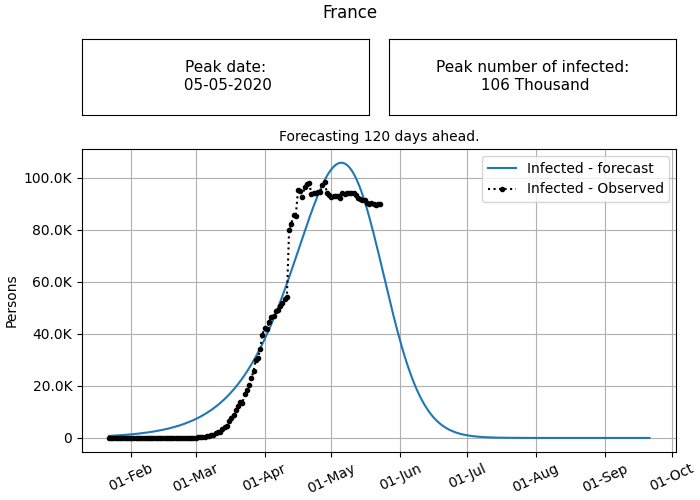 France
Peak date:
05-05-2020
Peak number of infected:
106 Thousand
Forecasting 120 days ahead.
Infected - forecast
Infected - Observed
Persons
100.0K
80.0K
60.0K
40.0K
20.0K
0
01-Feb
01-Mar
01-Apr
01-May
01-Jun
01-Jul
01-Aug
01-Sep
01-Oct